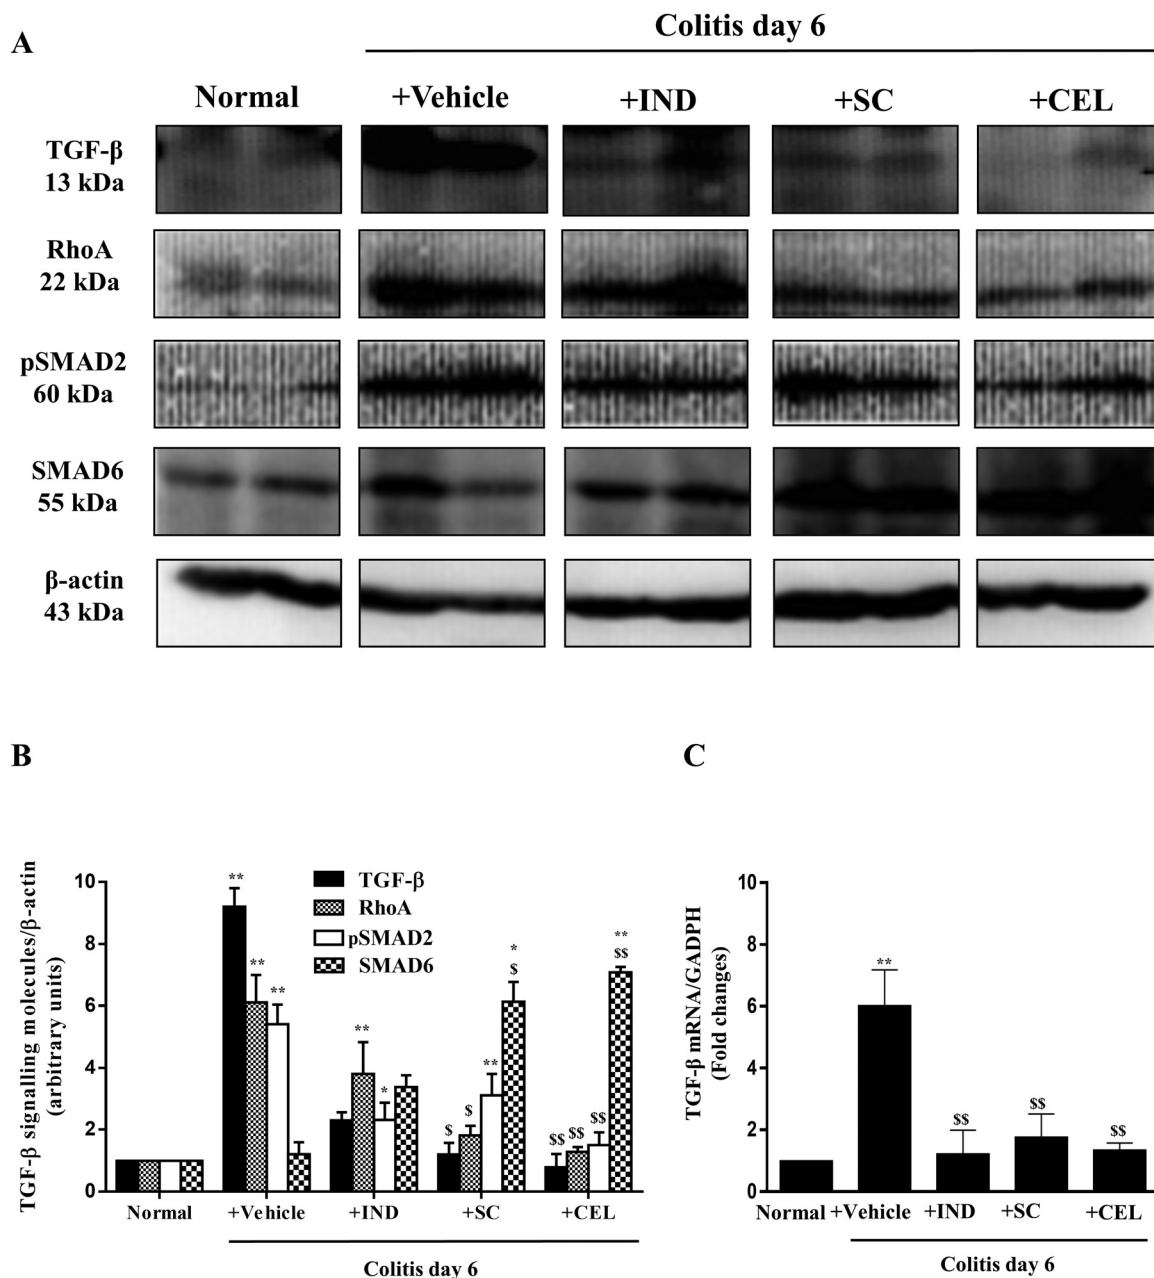 A
Colitis day 6
Normal +Vehicle +IND +SC +CEL
TGF-β
13 kDa
RhoA
22 kDa
pSMAD2
60 kDa
SMAD6
55 kDa
β-actin
43 kDa
B
TGF-β signalling molecules/β-actin
(arbitrary units)
10
8
6
4
2
0
TGF-β
RhoA
pSMAD2
SMAD6
**
**
**
**
*
$
$
**
*
$
$$
$$
$$
**
$$
Normal +Vehicle +IND +SC +CEL
Colitis day 6
C
TGF-β mRNA/GADPH
(Fold changes)
10
8
6
4
2
0
**
$$
$$
$$
Normal +Vehicle +IND +SC +CEL
Colitis day 6